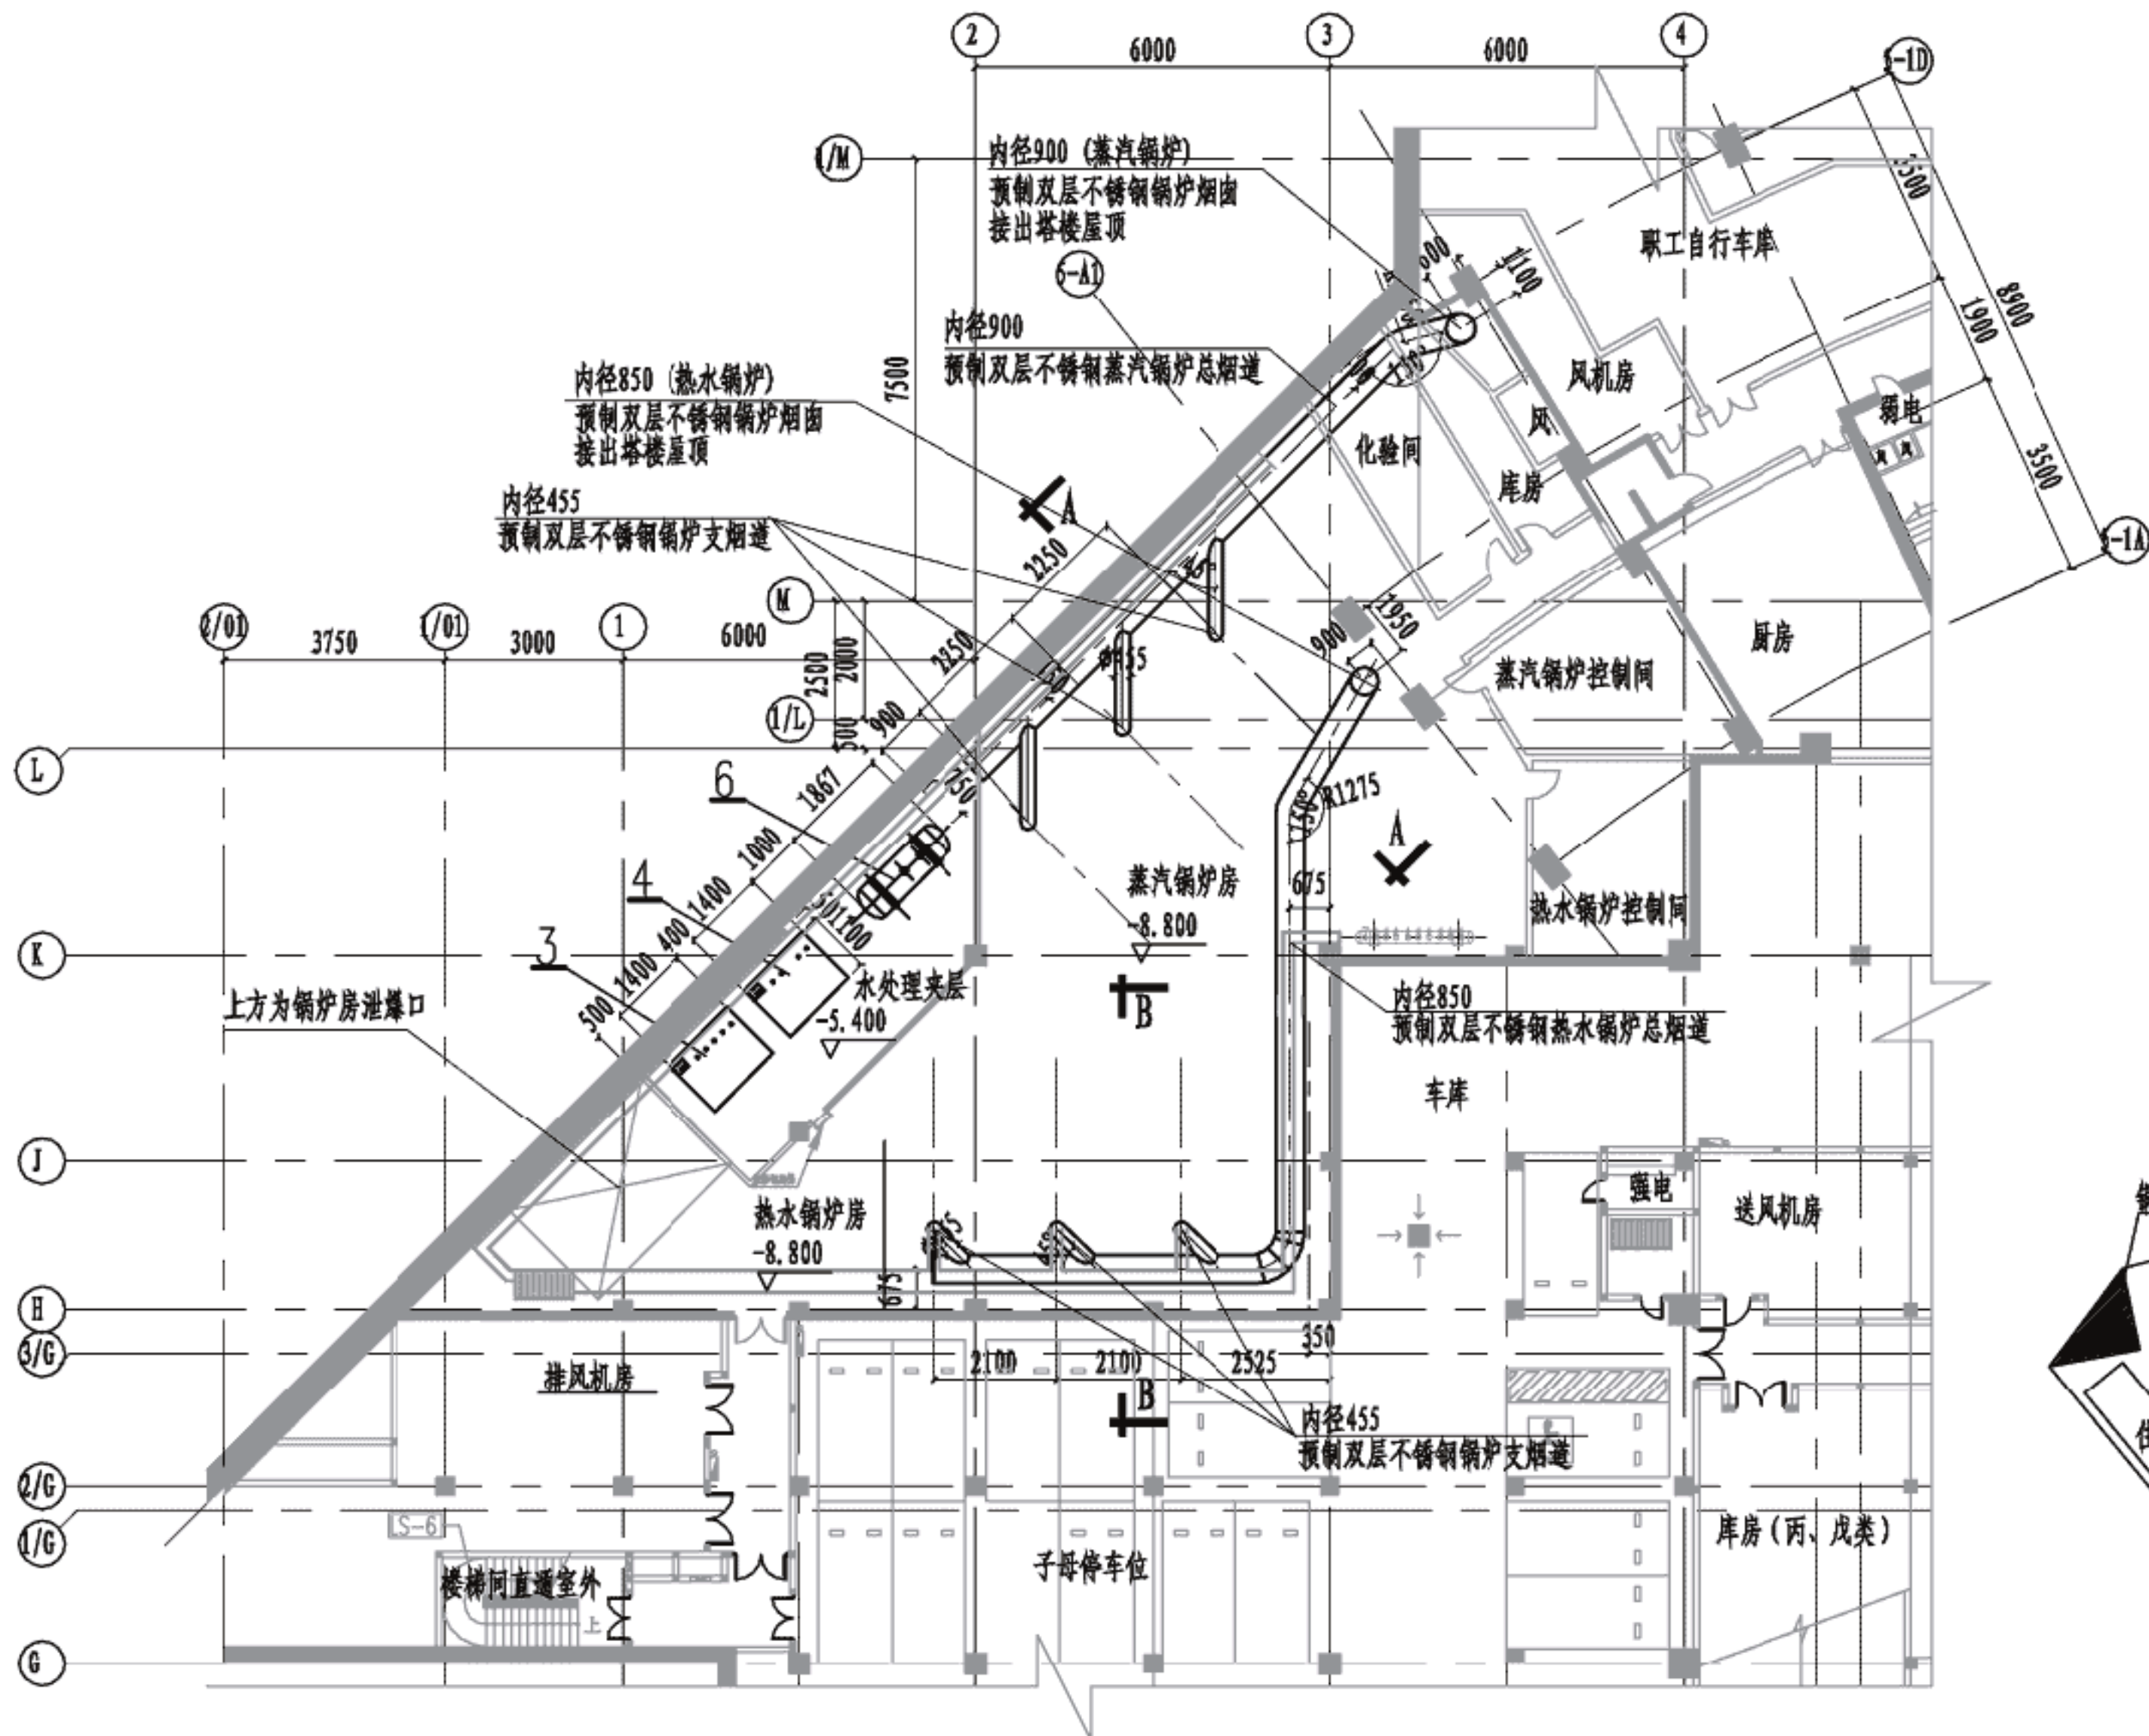 2
3
4
6000
6000
1/M
内径900 (蒸汽锅炉)
预制双层不锈钢锅炉烟囱
接出塔楼屋顶
职工自行车库
1100
1900
8900
3500
内径900
预制双层不锈钢蒸汽锅炉总烟道
7500
内径850 (热水锅炉)
预制双层不锈钢锅炉烟囱
接出塔楼屋顶
风机房
弱电
风
化验间
库房
内径455
预制双层不锈钢锅炉支烟道
A
2250
M
2/01
1/01
1
3750
3000
6000
2500
2000
500
2250
900
1/L
L
900
1950
厨房
蒸汽锅炉控制间
6
1867
750
150°
R1275
A
1000
4
1400
400
3
1400
500
1100
蒸汽锅炉房
-8.800
675
热水锅炉控制间
K
水处理夹层
-5.400
B
上方为锅炉房泄爆口
内径850
预制双层不锈钢热水锅炉总烟道
车库
J
强电
送风机房
热水锅炉房
-8.800
675
H
3/G
350
2100
2100
2525
排风机房
B
内径455
预制双层不锈钢锅炉支烟道
2/G
1/G
LS-6
库房 (丙、戊类)
子母停车位
楼梯间直通室外
上
G